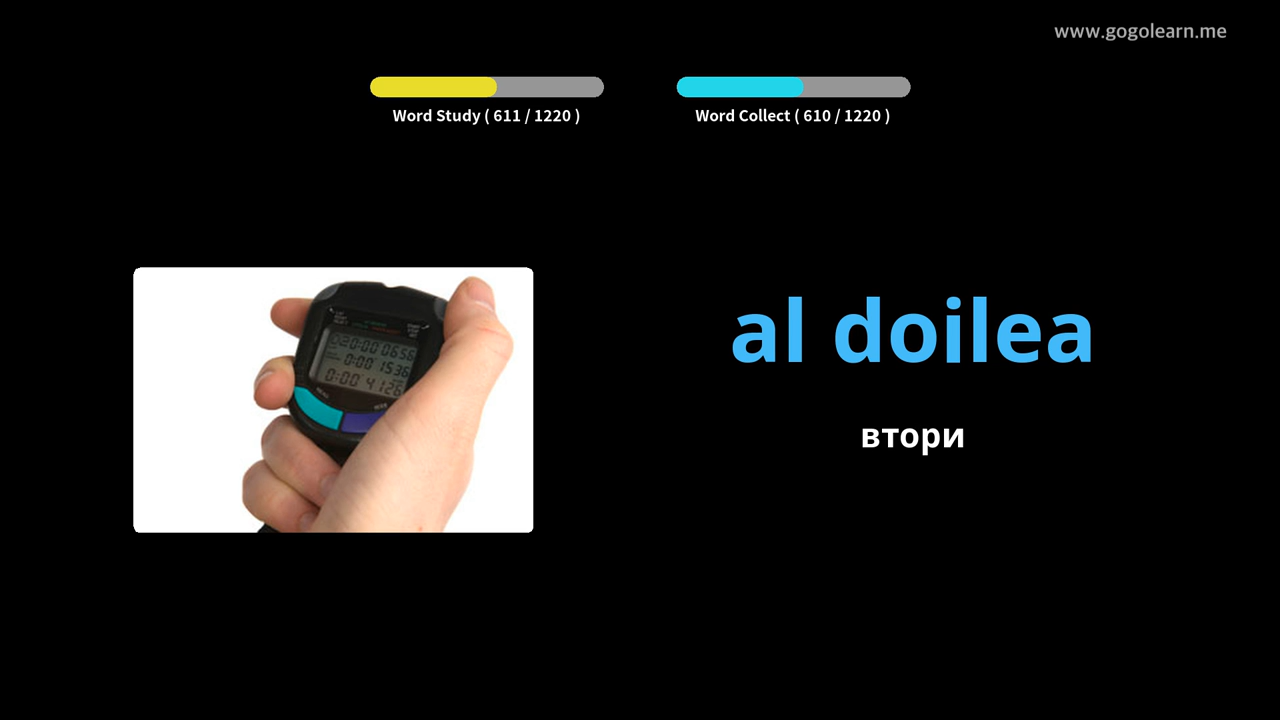 www.gogolearn.me
Word Study ( 611 / 1220 )
Word Collect ( 610 / 1220 )
al doilea
втори